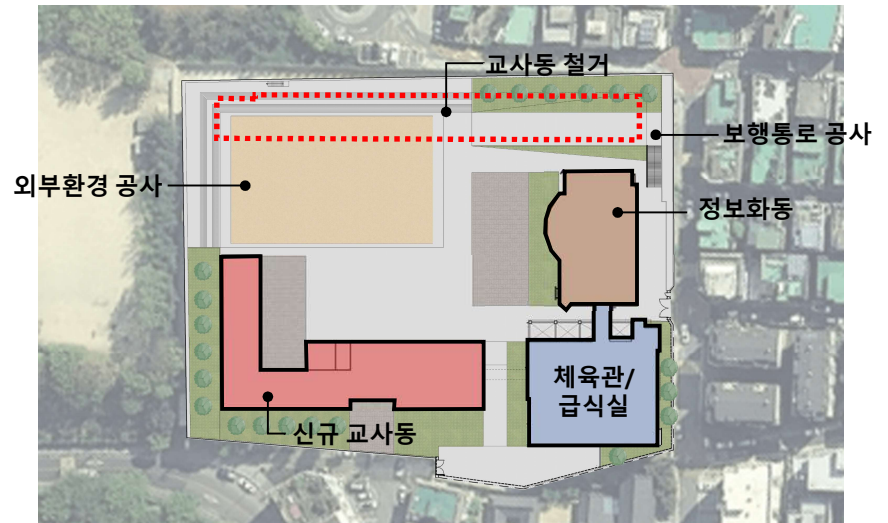 교사동 철거
보행통로 공사
외부환경 공사
정보화동
체육관/
급식실
신규 교사동